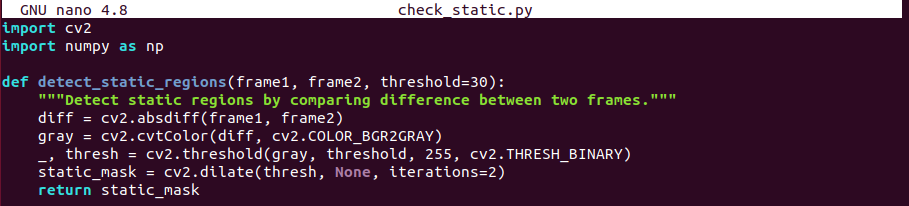 GNU nano 4.8 check_static.py
import cv2
import numpy as np

def detect_static_regions(frame1, frame2, threshold=30):
    """Detect static regions by comparing difference between two frames."""
    diff = cv2.absdiff(frame1, frame2)
    gray = cv2.cvtColor(diff, cv2.COLOR_BGR2GRAY)
    _, thresh = cv2.threshold(gray, threshold, 255, cv2.THRESH_BINARY)
    static_mask = cv2.dilate(thresh, None, iterations=2)
    return static_mask